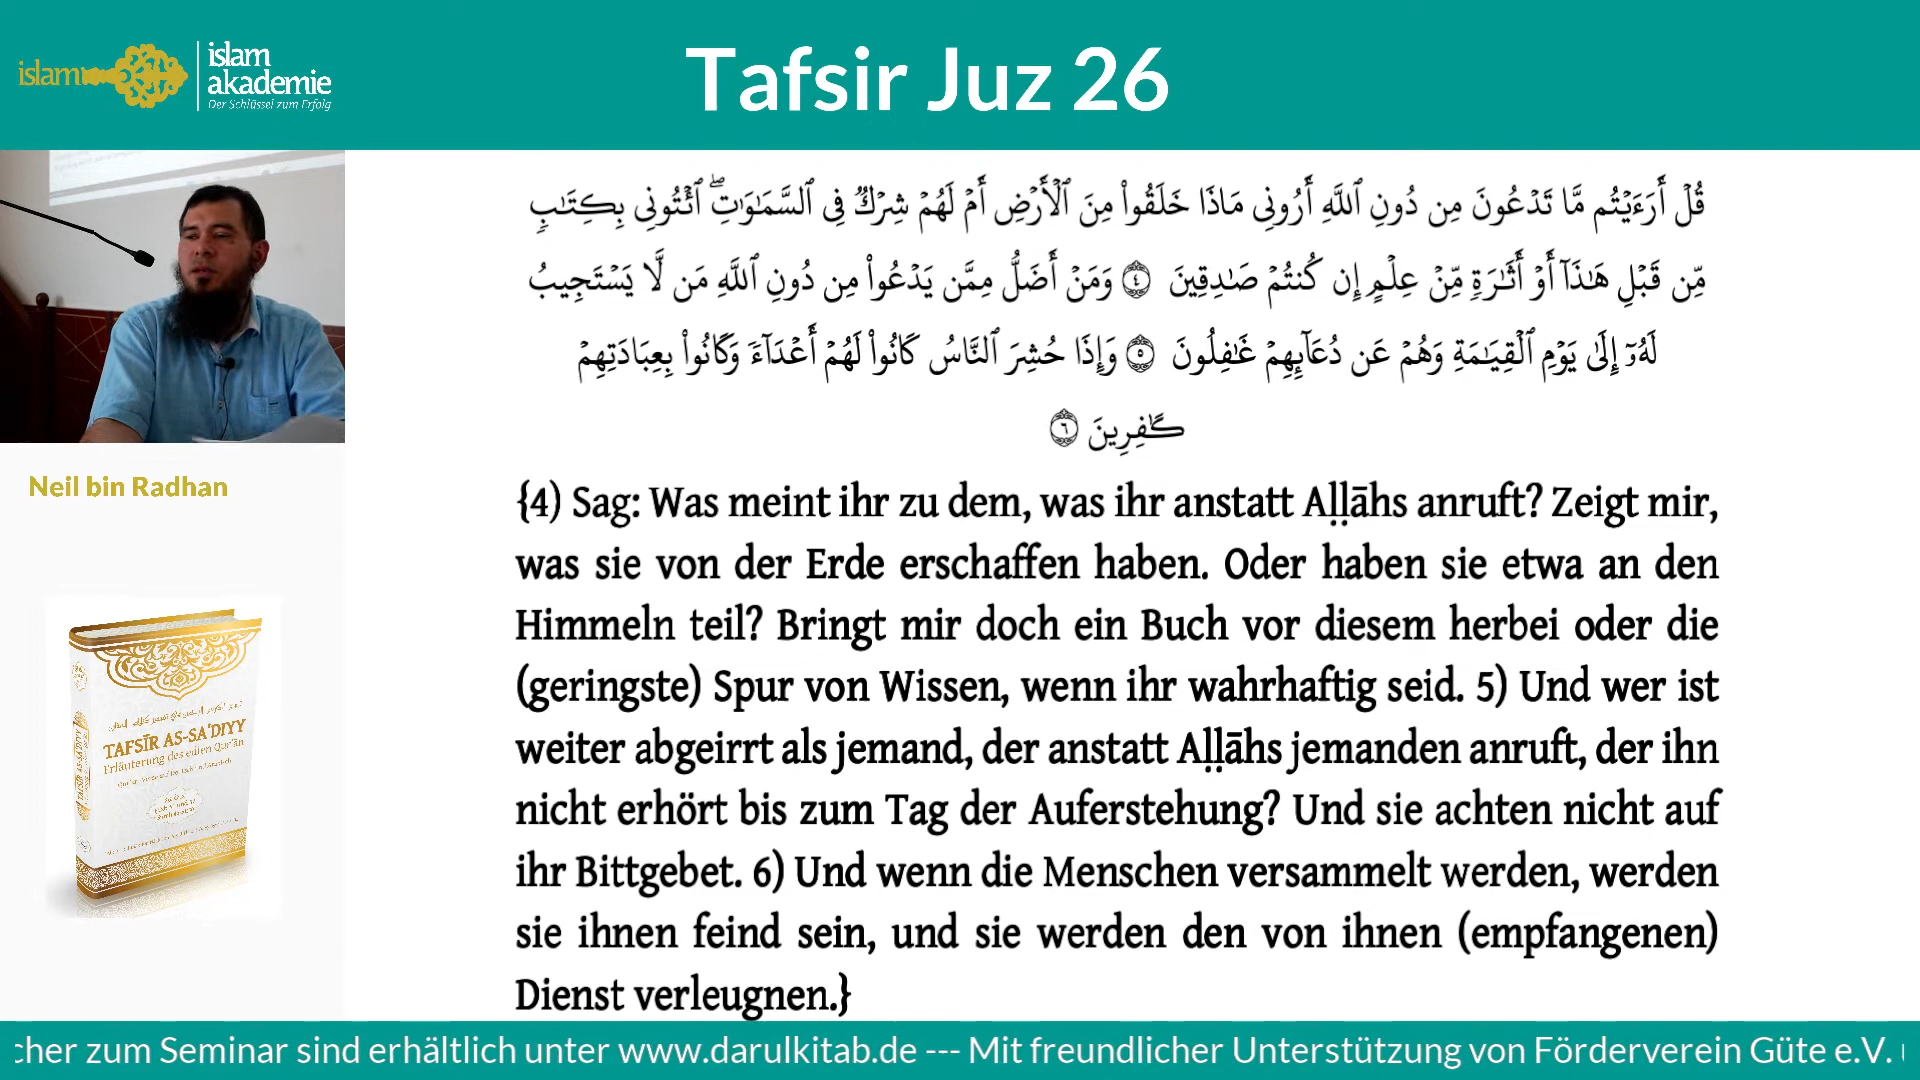 islam
islam
akademie
Der Schlüssel zum Erfolg
Tafsir Juz 26
قُلْ أَرَءَيْتُم مَّا تَدْعُونَ مِن دُونِ ٱللَّهِ أَرُونِى مَاذَا خَلَقُوا۟ مِنَ ٱلْأَرْضِ أَمْ لَهُمْ شِرْكٌ فِى ٱلسَّمَـٰوَٰتِ ۖ ٱئْتُونِى بِكِتَـٰبٍ
مِّن قَبْلِ هَـٰذَآ أَوْ أَثَـٰرَةٍ مِّنْ عِلْمٍ إِن كُنتُمْ صَـٰدِقِينَ ٤ وَمَنْ أَضَلُّ مِمَّن يَدْعُوا۟ مِن دُونِ ٱللَّهِ مَن لَّا يَسْتَجِيبُ
لَهُۥٓ إِلَىٰ يَوْمِ ٱلْقِيَـٰمَةِ وَهُمْ عَن دُعَآئِهِمْ غَـٰفِلُونَ ٥ وَإِذَا حُشِرَ ٱلنَّاسُ كَانُوا۟ لَهُمْ أَعْدَآءً وَكَانُوا۟ بِعِبَادَتِهِمْ
كَـٰفِرِينَ ٦
{4) Sag: Was meint ihr zu dem, was ihr anstatt Aḷḷāhs anruft? Zeigt mir,
was sie von der Erde erschaffen haben. Oder haben sie etwa an den
Himmeln teil? Bringt mir doch ein Buch vor diesem herbei oder die
(geringste) Spur von Wissen, wenn ihr wahrhaftig seid. 5) Und wer ist
weiter abgeirrt als jemand, der anstatt Aḷḷāhs jemanden anruft, der ihn
nicht erhört bis zum Tag der Auferstehung? Und sie achten nicht auf
ihr Bittgebet. 6) Und wenn die Menschen versammelt werden, werden
sie ihnen feind sein, und sie werden den von ihnen (empfangenen)
Dienst verleugnen.}
Neil bin Radhan
TAFSĪR AS-SAʿDIYY
Erläuterung des edlen Qurʾān
cher zum Seminar sind erhältlich unter www.darulkitab.de --- Mit freundlicher Unterstützung von Förderverein Güte e.V.